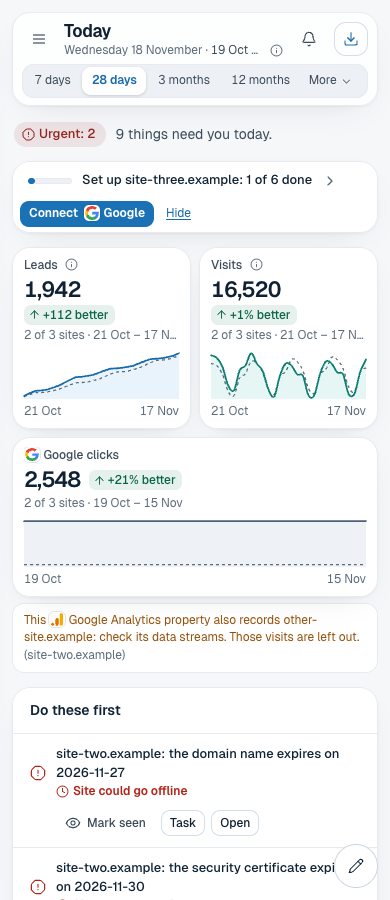 Today
Wednesday 18 November · 19 Oct ...
7 days 28 days 3 months 12 months More
Urgent: 2 9 things need you today.
Set up site-three.example: 1 of 6 done
Connect Google Hide
Leads
1,942
+112 better
2 of 3 sites · 21 Oct – 17 N...
21 Oct 17 Nov
Visits
16,520
+1% better
2 of 3 sites · 21 Oct – 17 N...
21 Oct 17 Nov
Google clicks
2,548 +21% better
2 of 3 sites · 19 Oct – 15 Nov
19 Oct 15 Nov
This Google Analytics property also records other-
site.example: check its data streams. Those visits are left out.
(site-two.example)
Do these first
site-two.example: the domain name expires on
2026-11-27
Site could go offline
Mark seen Task Open
site-two.example: the security certificate
on 2026-11-30